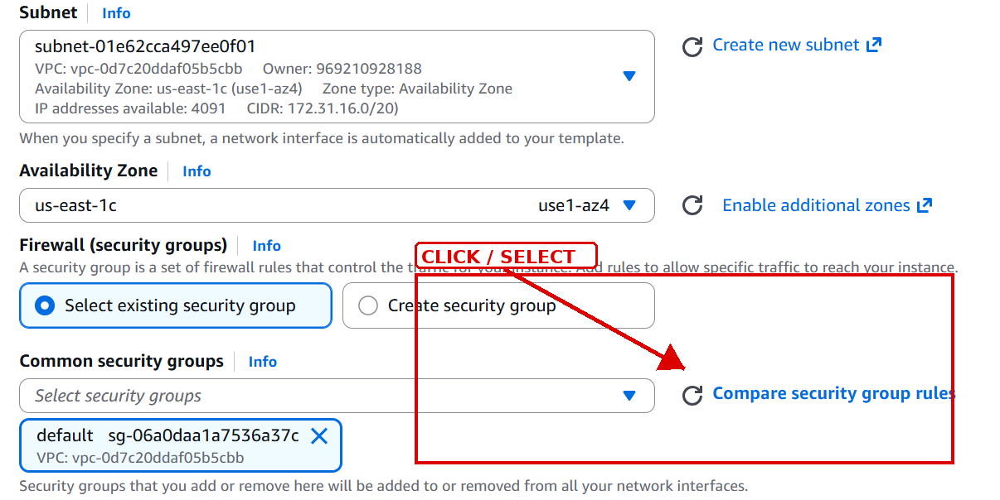 Subnet Info
subnet-01e62cca497ee0f01
VPC: vpc-0d7c20ddaf05b5cbb Owner: 969210928188
Availability Zone: us-east-1c (use1-az4) Zone type: Availability Zone
IP addresses available: 4091 CIDR: 172.31.16.0/20)
Create new subnet
When you specify a subnet, a network interface is automatically added to your template.
Availability Zone Info
us-east-1c use1-az4
Enable additional zones
Firewall (security groups) Info
CLICK / SELECT
A security group is a set of firewall rules that control the traffic for your instance. Add rules to allow specific traffic to reach your instance.
Select existing security group
Create security group
Common security groups Info
Select security groups
Compare security group rules
default sg-06a0daa1a7536a37c
VPC: vpc-0d7c20ddaf05b5cbb
Security groups that you add or remove here will be added to or removed from all your network interfaces.